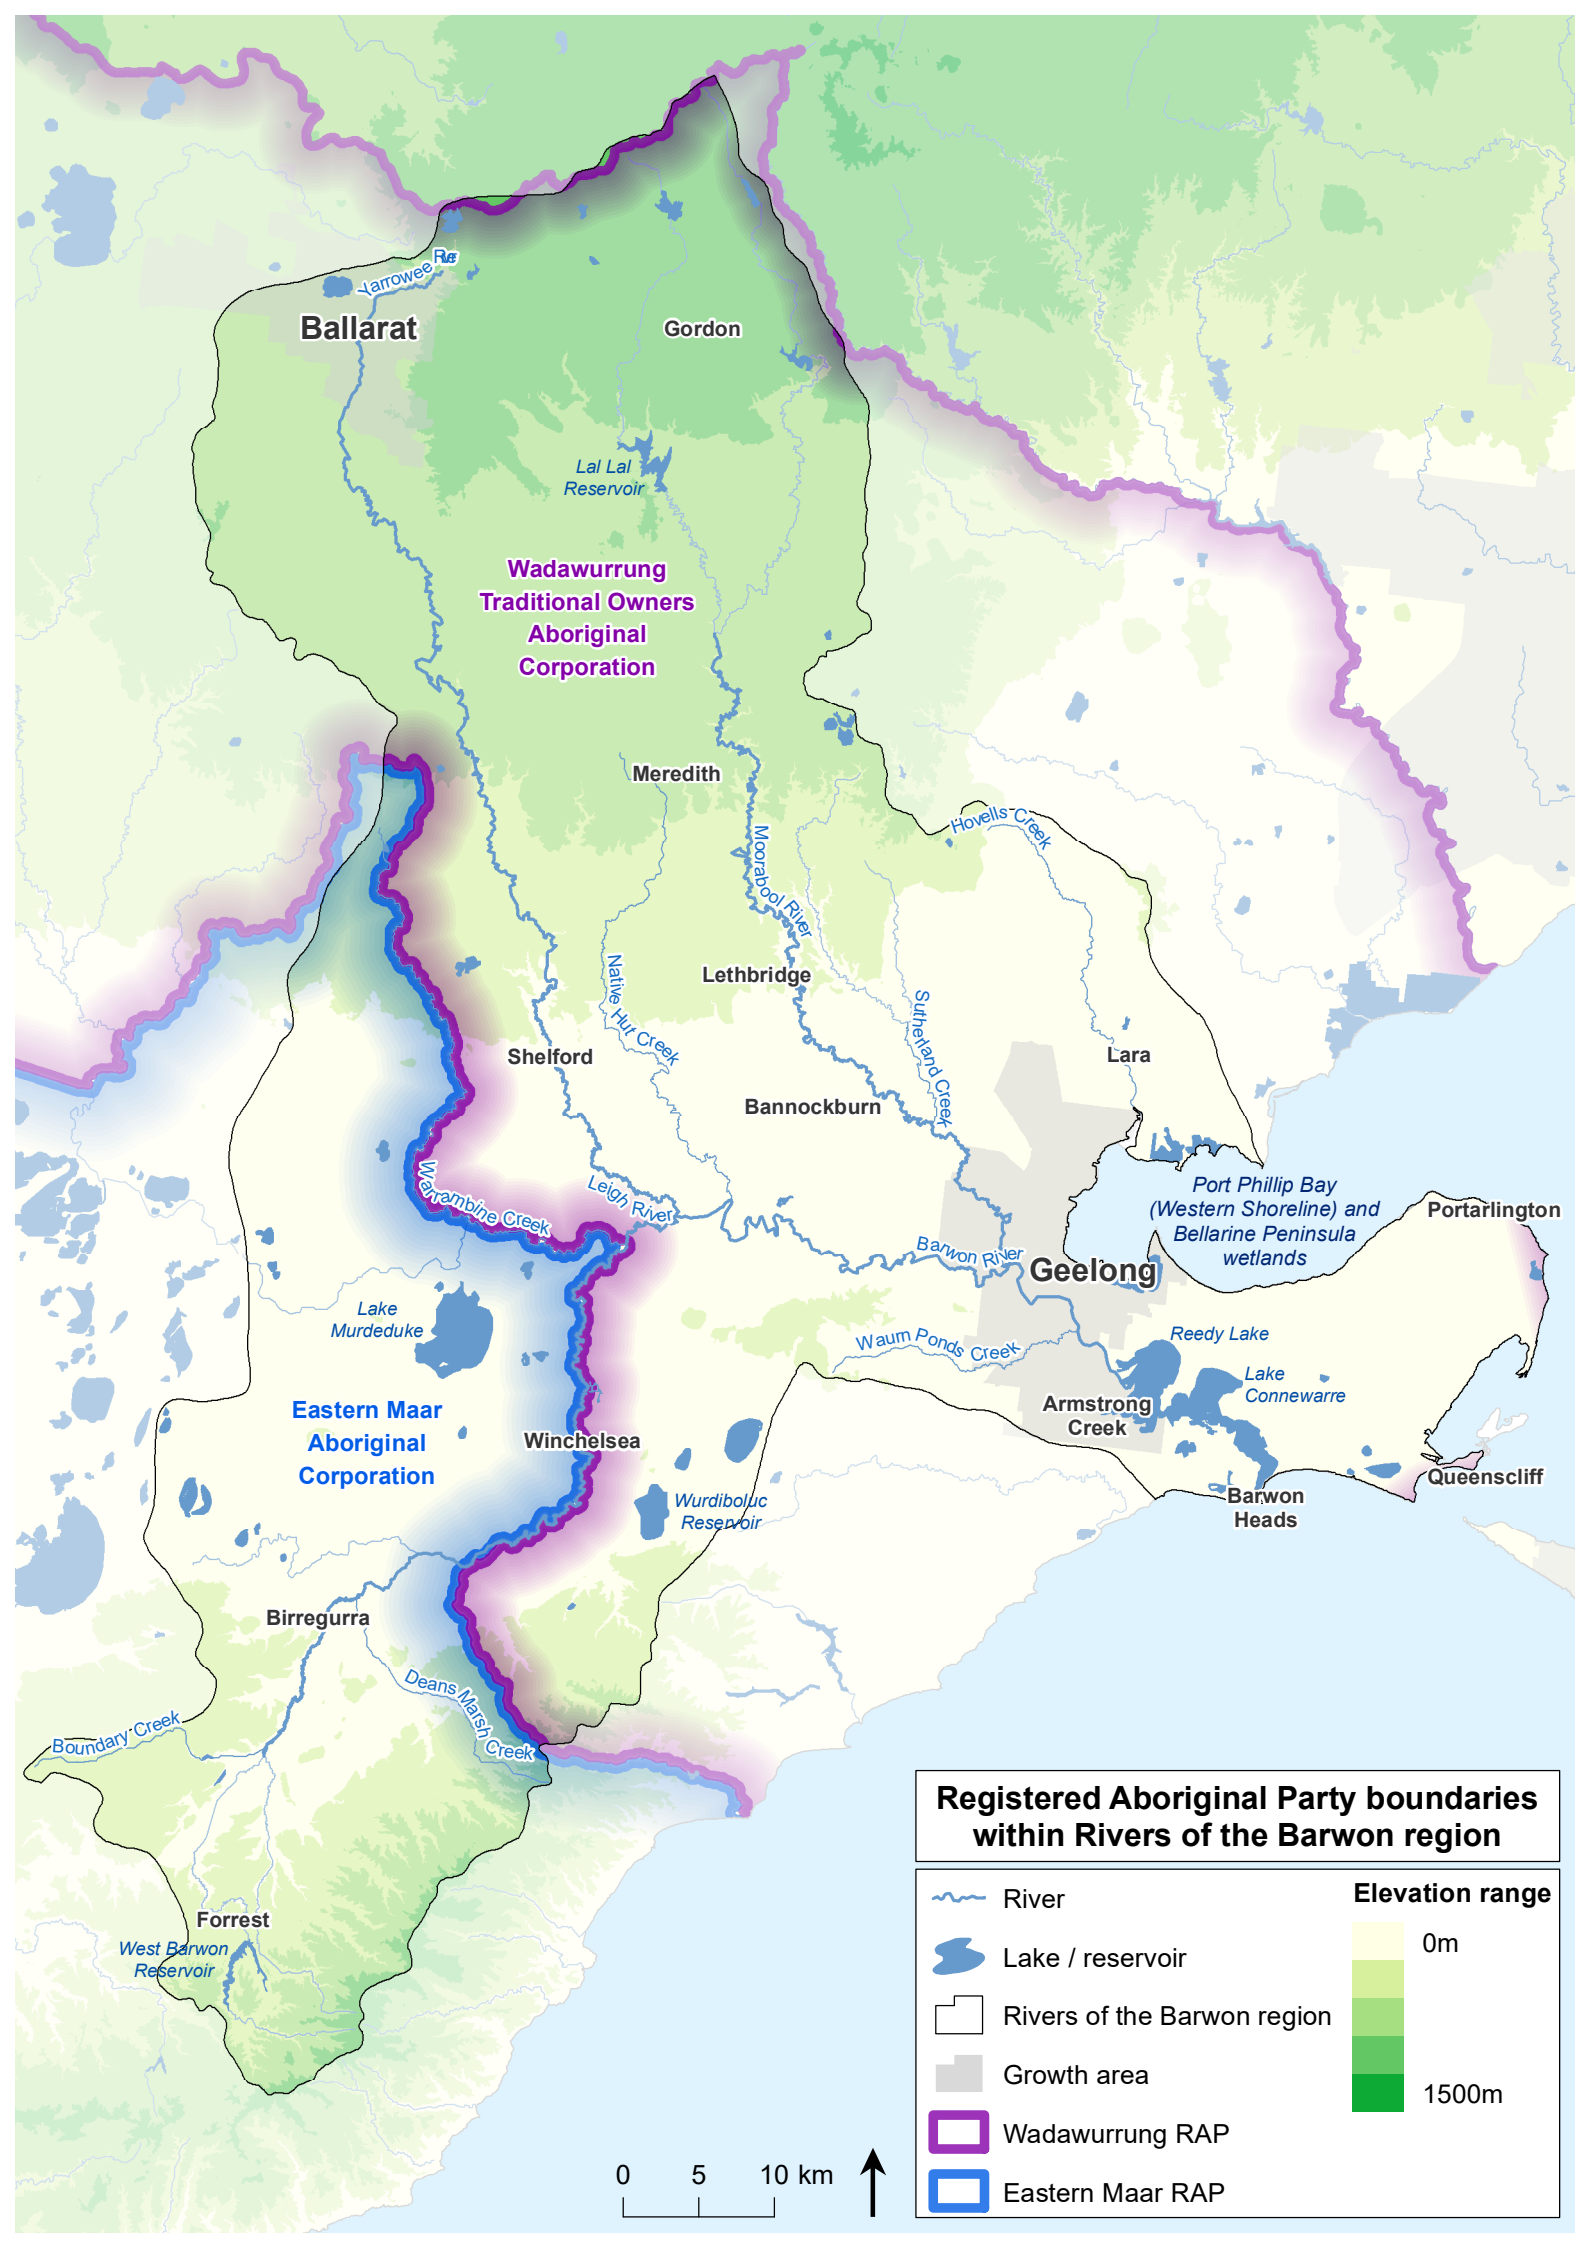 Yarrowee River
Ballarat
Gordon
Lal Lal
Reservoir
Wadawurrung
Traditional Owners
Aboriginal
Corporation
Meredith
Hovells Creek
Moorabool River
Lethbridge
Native Hut Creek
Sutherland Creek
Shelford
Lara
Bannockburn
Warrambine Creek
Leigh River
Port Phillip Bay
(Western Shoreline) and
Bellarine Peninsula
wetlands
Portarlington
Barwon River
Geelong
Lake
Murdeduke
Waurn Ponds Creek
Reedy Lake
Lake
Connewarre
Eastern Maar
Aboriginal
Corporation
Armstrong
Creek
Winchelsea
Queenscliff
Wurdiboluc
Reservoir
Barwon
Heads
Birregurra
Deans Marsh Creek
Boundary Creek
Forrest
West Barwon
Reservoir
Registered Aboriginal Party boundaries
within Rivers of the Barwon region
River
Lake / reservoir
Rivers of the Barwon region
Growth area
Wadawurrung RAP
Eastern Maar RAP
Elevation range
0m
1500m
0 5 10 km